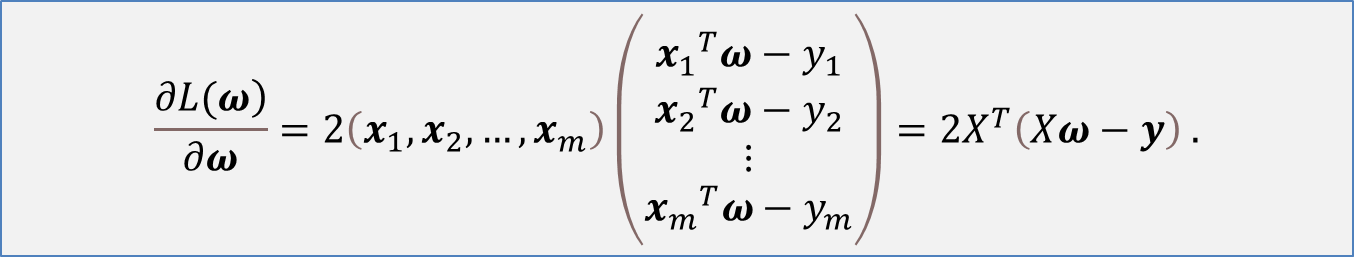 ∂L(𝝎)/∂𝝎 = 2(𝒙₁, 𝒙₂, …, 𝒙ₘ) (𝒙₁ᵀ𝝎 − y₁
𝒙₂ᵀ𝝎 − y₂
⋮
𝒙ₘᵀ𝝎 − yₘ) = 2Xᵀ(X𝝎 − 𝒚) .